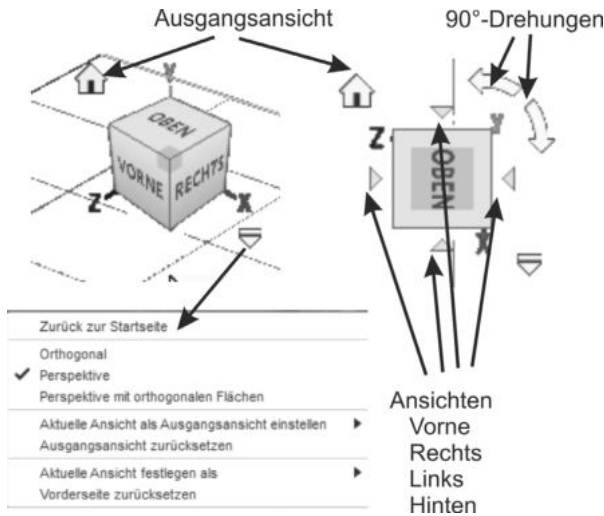 Ausgangsansicht
90°-Drehungen
Y
OBEN
VORNE
RECHTS
Z
X
Z
Y
OBEN
X
Zurück zur Startseite
Orthogonal
Perspektive
Perspektive mit orthogonalen Flächen
Aktuelle Ansicht als Ausgangsansicht einstellen
Ausgangsansicht zurücksetzen
Aktuelle Ansicht festlegen als
Vorderseite zurücksetzen
Ansichten
Vorne
Rechts
Links
Hinten